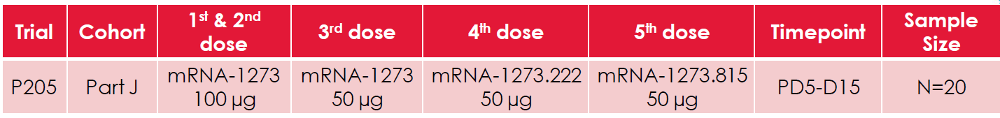 Trial Cohort 1st & 2nd dose 3rd dose 4th dose 5th dose Timepoint Sample Size
P205 Part J mRNA-1273 100 µg mRNA-1273 50 µg mRNA-1273.222 50 µg mRNA-1273.815 50 µg PD5-D15 N=20